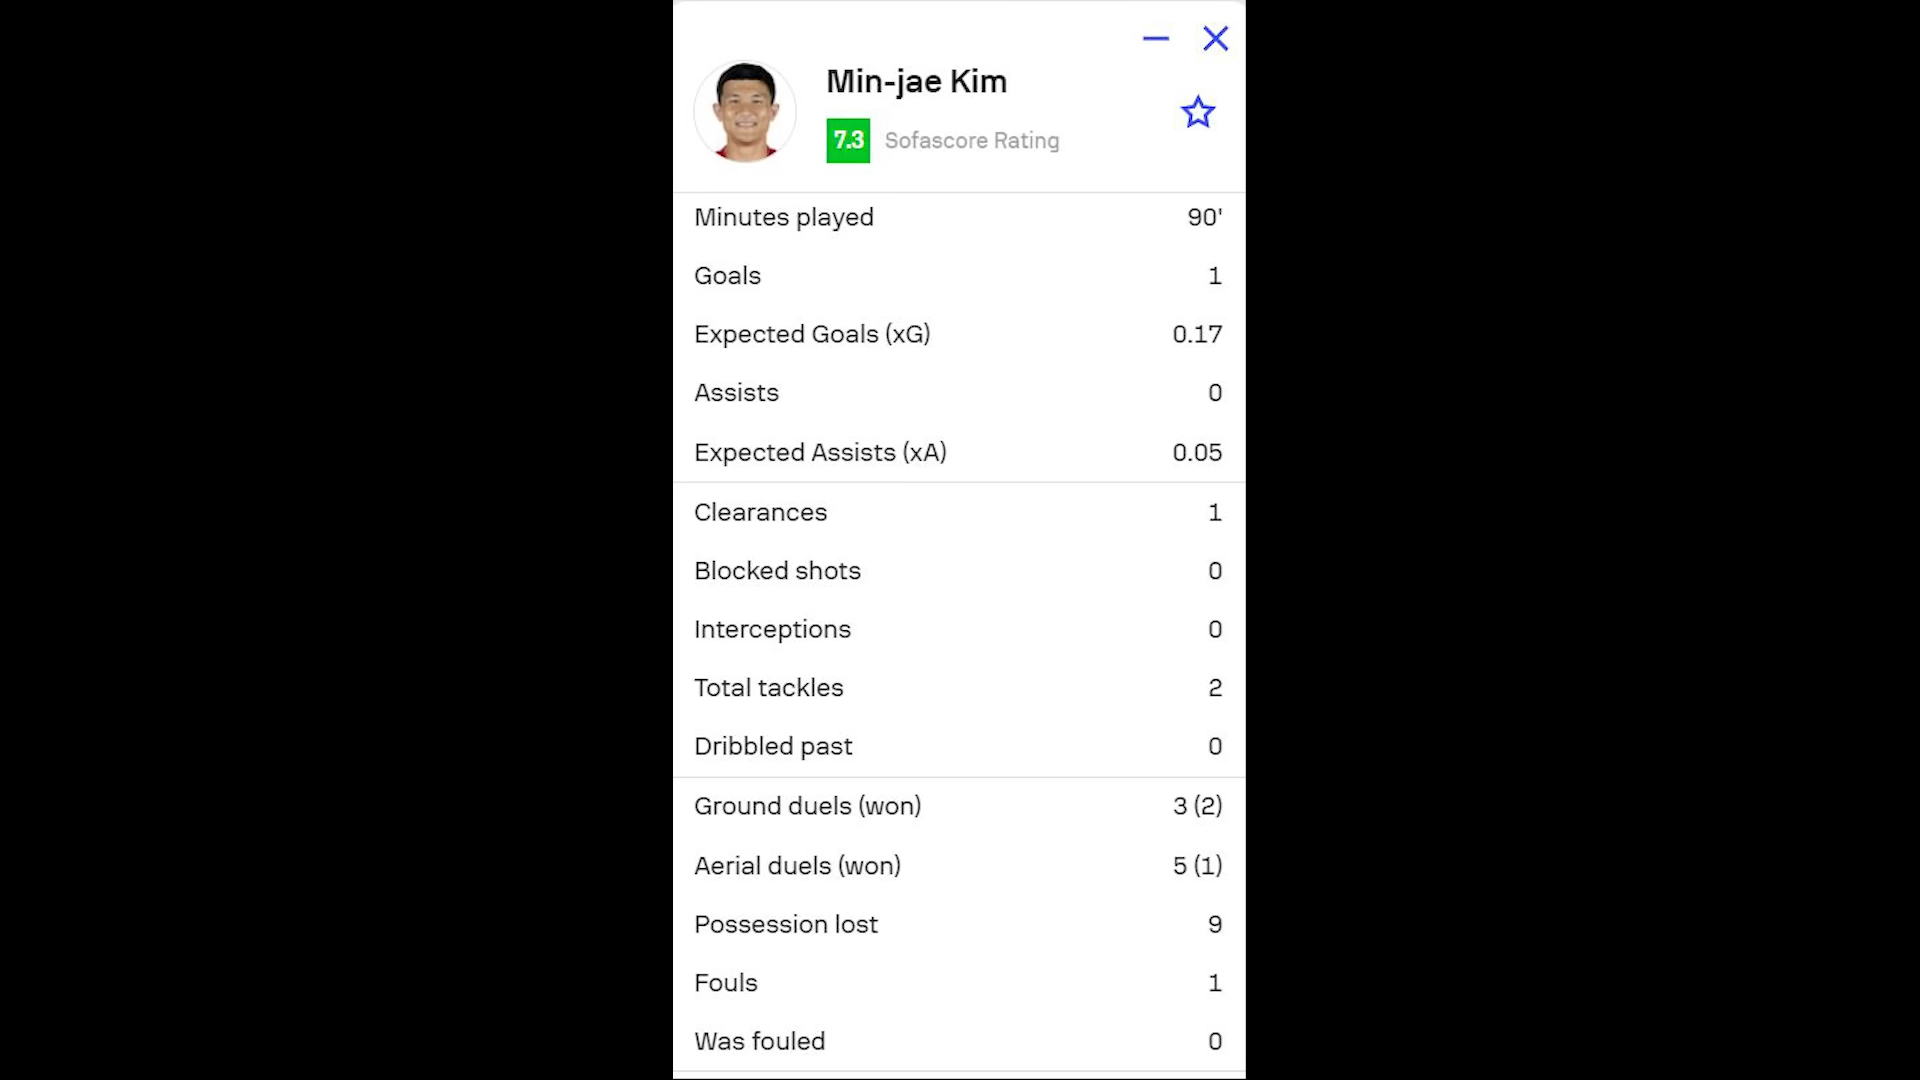 Min-jae Kim
7.3 Sofascore Rating
Minutes played 90'
Goals 1
Expected Goals (xG) 0.17
Assists 0
Expected Assists (xA) 0.05
Clearances 1
Blocked shots 0
Interceptions 0
Total tackles 2
Dribbled past 0
Ground duels (won) 3 (2)
Aerial duels (won) 5 (1)
Possession lost 9
Fouls 1
Was fouled 0